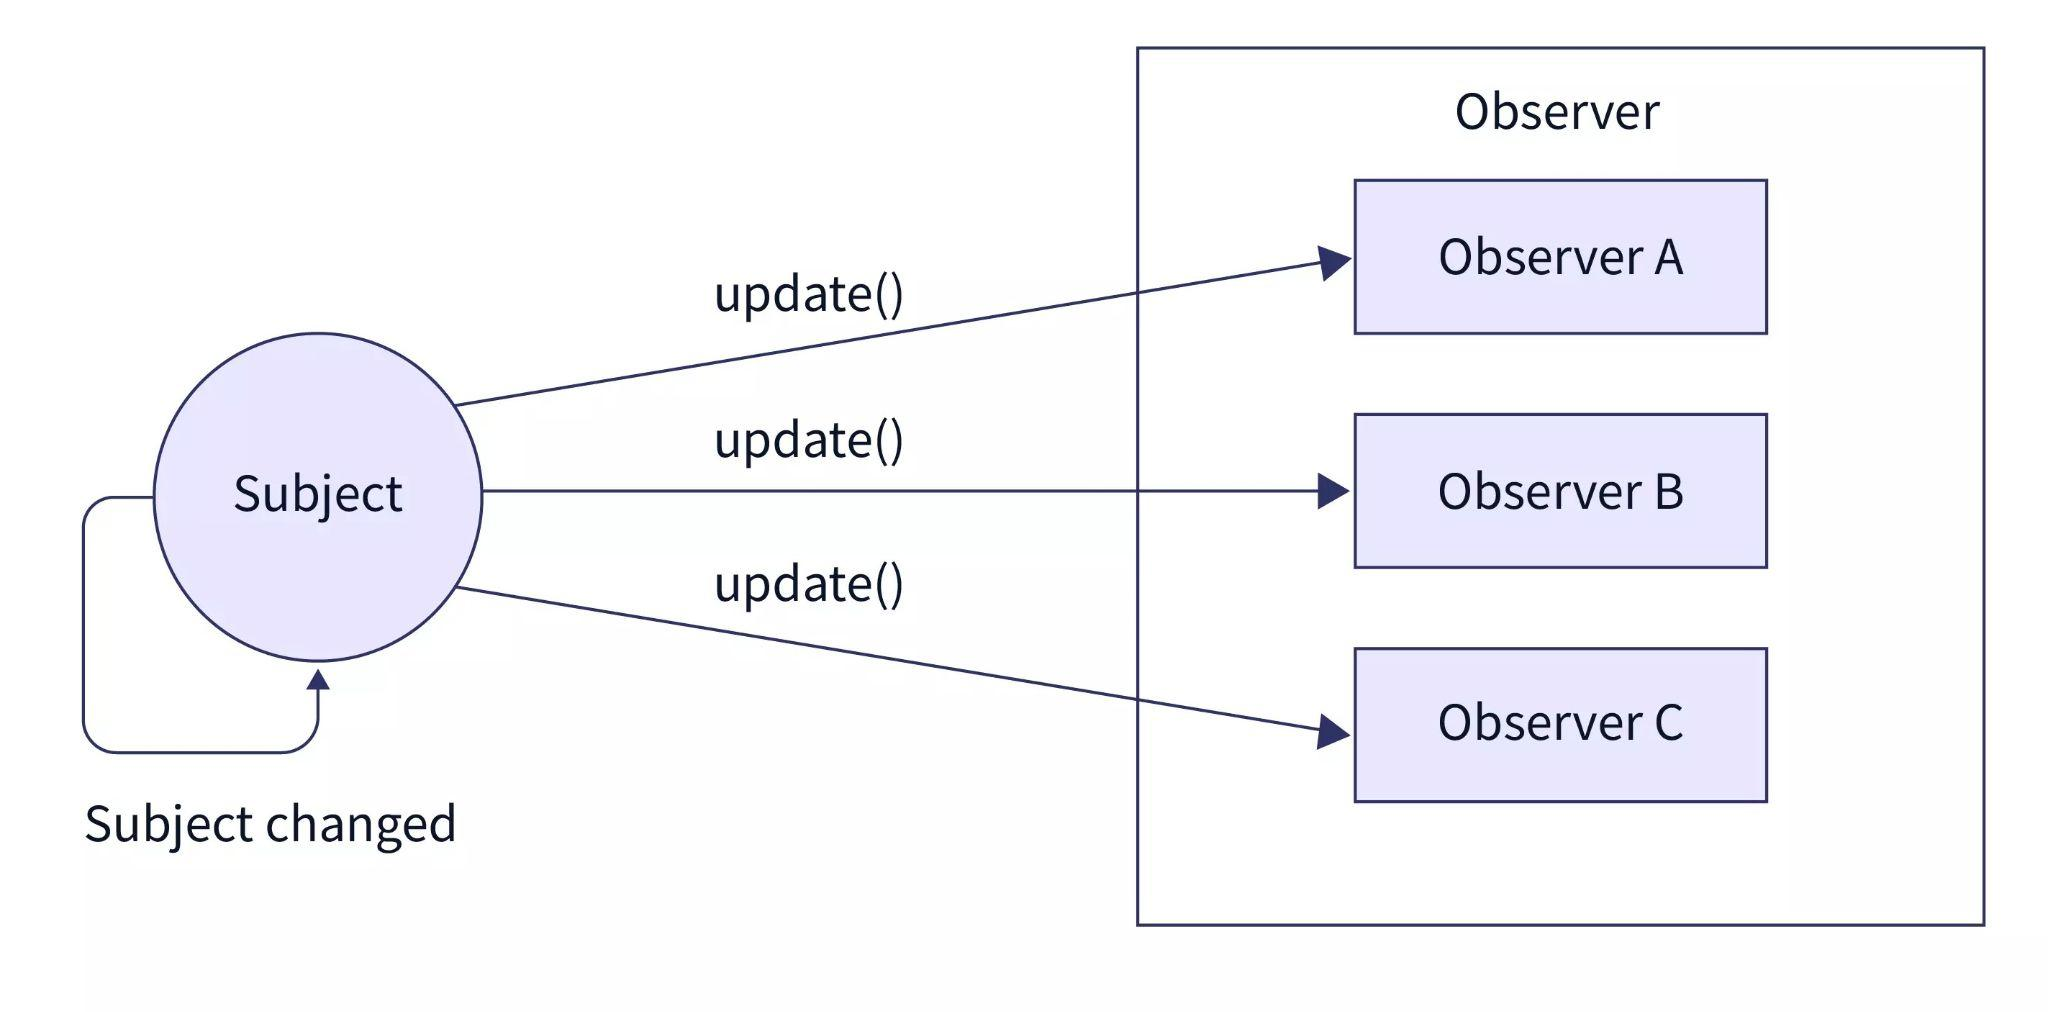 Observer
Observer A
update()
update()
Subject
Observer B
update()
Observer C
Subject changed